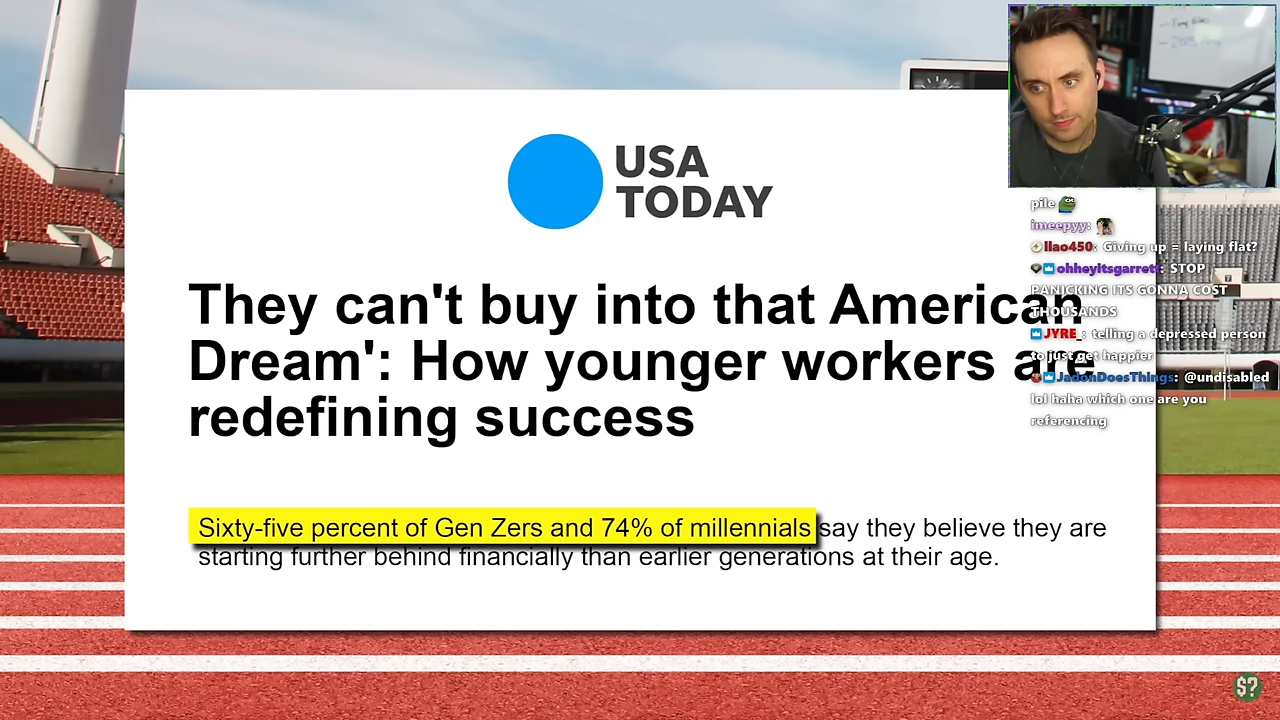 USA
TODAY
They can't buy into that American
Dream': How younger workers are
redefining success
Sixty-five percent of Gen Zers and 74% of millennials say they believe they are
starting further behind financially than earlier generations at their age.
pile
imeepyy:
llao450: Giving up = laying flat?
ohheyitsgarrett: STOP
PANICKING ITS GONNA COST
THOUSANDS
JYRE_: telling a depressed person
to just get happier
JadonDoesThings: @undisabled
lol haha which one are you
referencing
$?